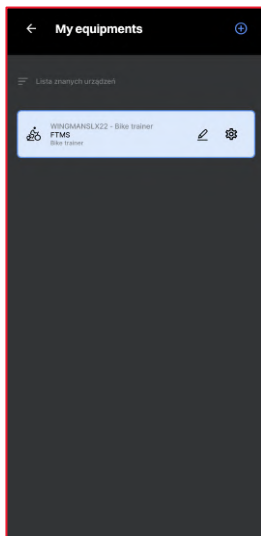 My equipments
Lista znanych urządzeń
WINGMANSLX22 - Bike trainer
FTMS
Bike trainer